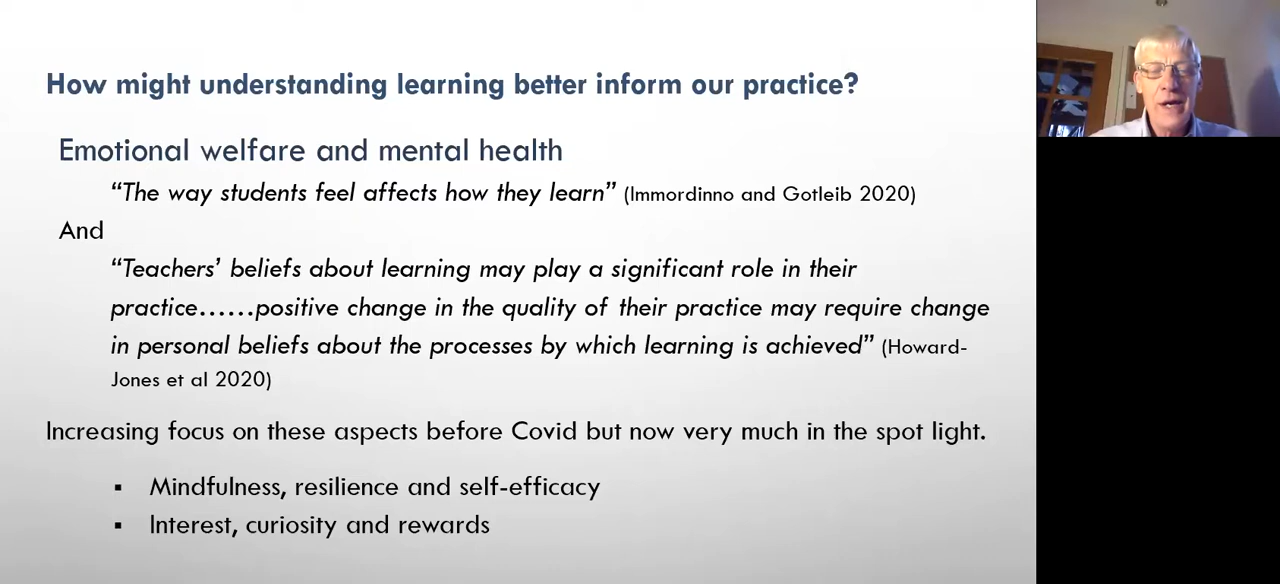 How might understanding learning better inform our practice?
Emotional welfare and mental health
“The way students feel affects how they learn” (Immordinno and Gotleib 2020)
And
“Teachers’ beliefs about learning may play a significant role in their
practice……positive change in the quality of their practice may require change
in personal beliefs about the processes by which learning is achieved” (Howard-
Jones et al 2020)
Increasing focus on these aspects before Covid but now very much in the spot light.
▪ Mindfulness, resilience and self-efficacy
▪ Interest, curiosity and rewards